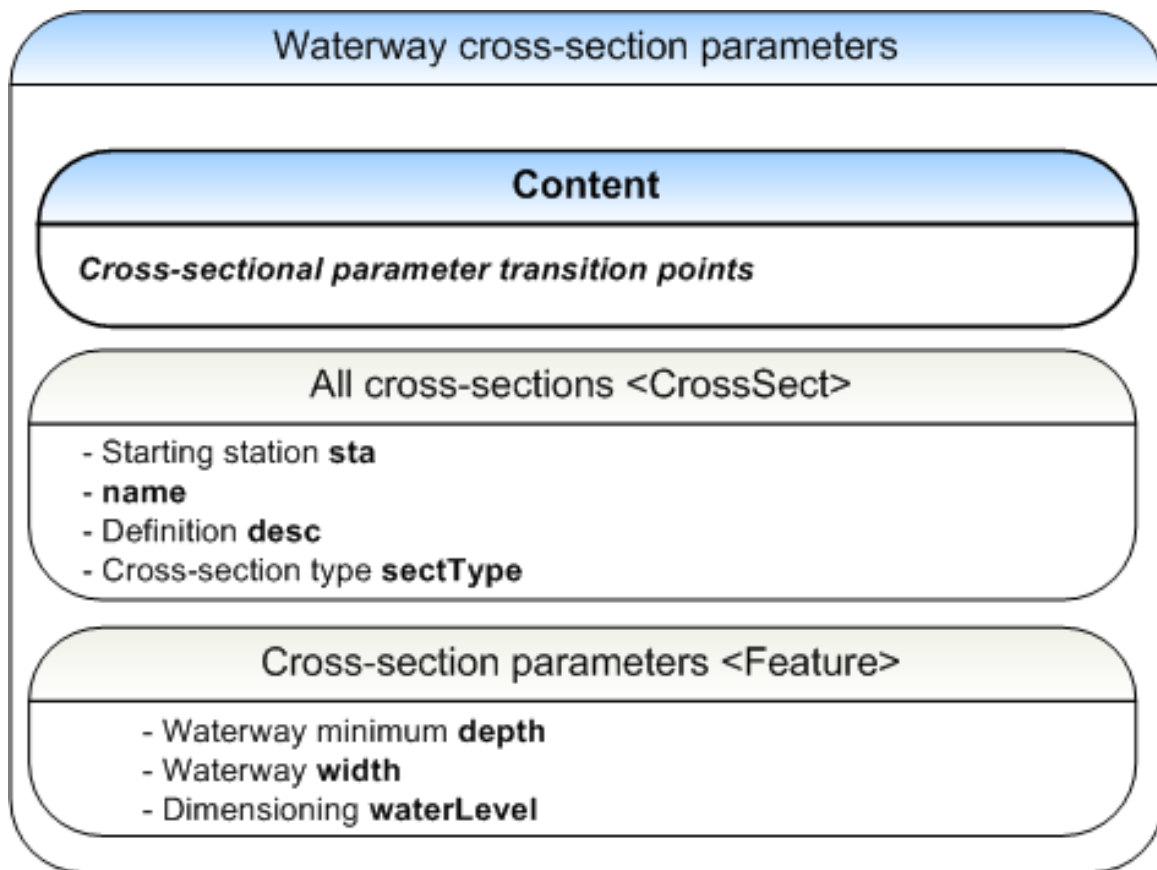 Waterway cross-section parameters
Content
Cross-sectional parameter transition points
All cross-sections <CrossSect>
- Starting station sta
- name
- Definition desc
- Cross-section type sectType
Cross-section parameters <Feature>
- Waterway minimum depth
- Waterway width
- Dimensioning waterLevel